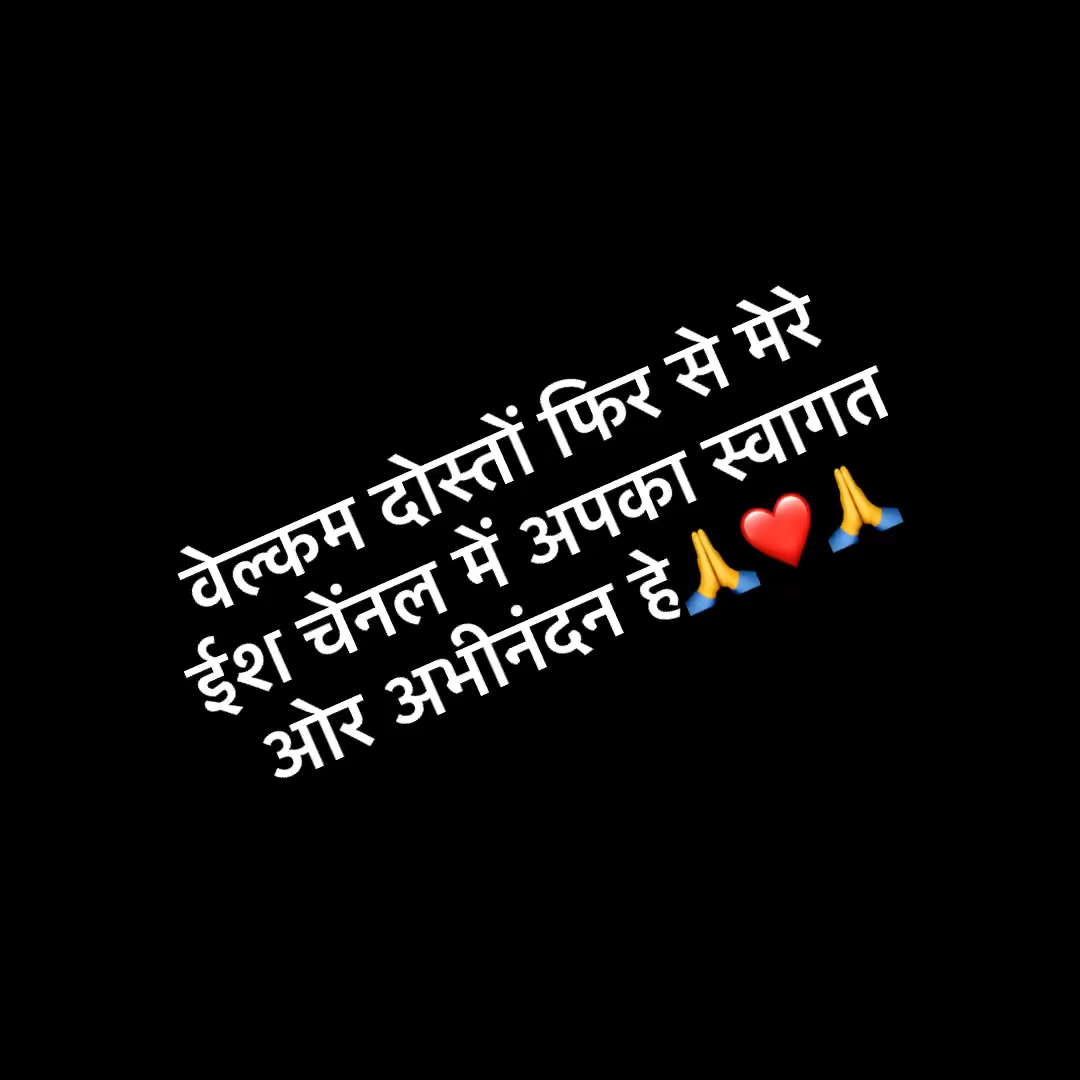 वेल्कम दोस्तों फिर से मेरे
ईश चेंनल में अपका स्वागत
ओर अभीनंदन हे🙏❤️🙏